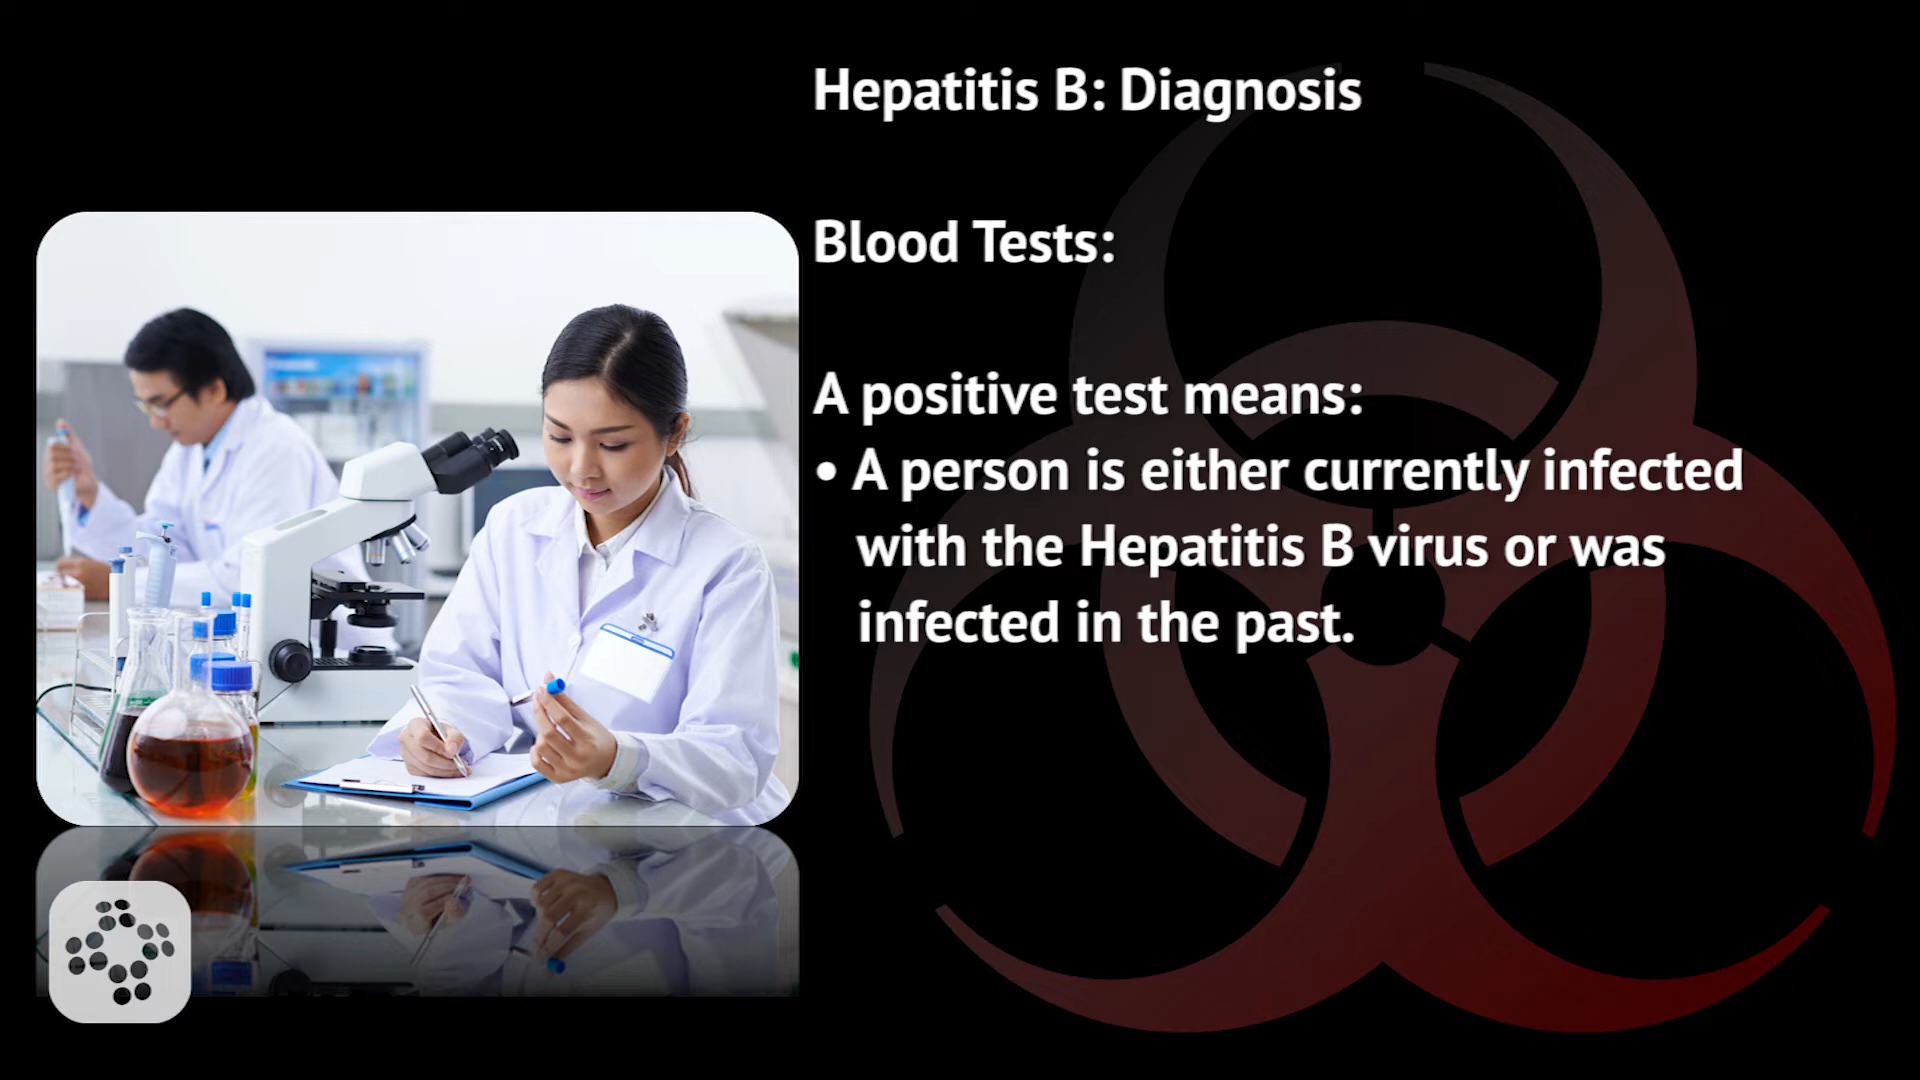 Hepatitis B: Diagnosis
Blood Tests:
A positive test means:
• A person is either currently infected
with the Hepatitis B virus or was
infected in the past.